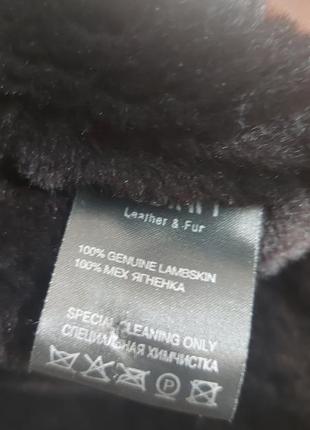 Leather & Fur
100% GENUINE LAMBSKIN
100% МЕХ ЯГНЕНКА
SPECIAL CLEANING ONLY
СПЕЦИАЛЬНАЯ ХИМЧИСТКА
P